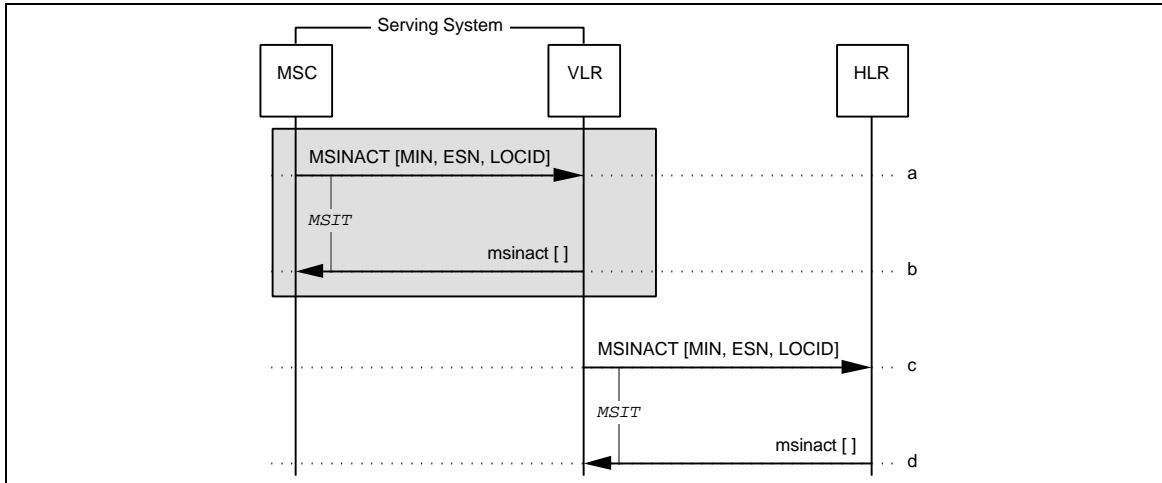 Serving System
MSC
VLR
HLR
MSINACT [MIN, ESN, LOCID]
a
MSIT
msinact [ ]
b
MSINACT [MIN, ESN, LOCID]
c
MSIT
msinact [ ]
d